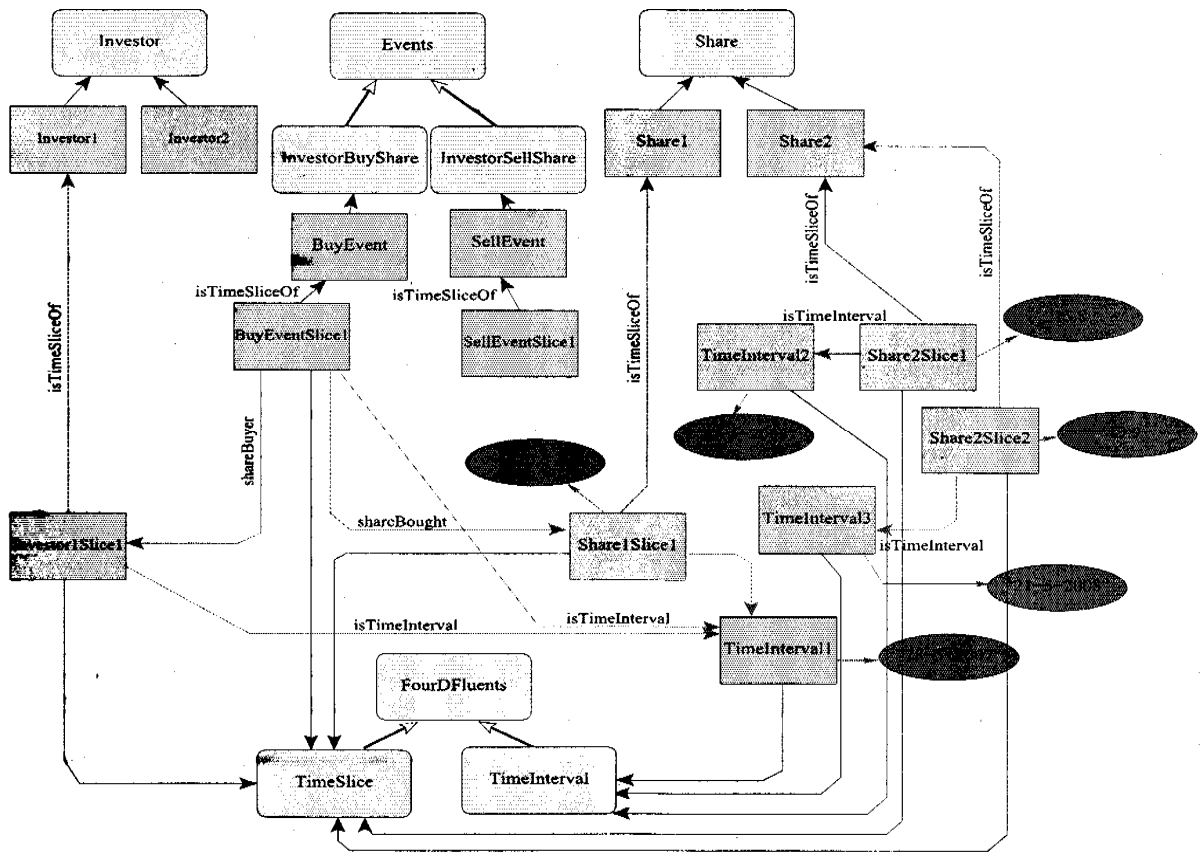 Investor
Events
Share
Investor1
Investor2
Share1
Share2
InvestorBuyShare
InvestorSellShare
BuyEvent
SellEvent
isTimeSliceOf
isTimeSliceOf
isTimeSliceOf
isTimeSliceOf
isTimeSliceOf
isTimeSliceOf
BuyEventSlice1
SellEventSlice1
isTimeInterval
TimeInterval2
Share2Slice1
Share2Slice2
shareBuyer
shareBought
TimeInterval3
isTimeInterval
Investor1Slice1
Share1Slice1
isTimeInterval
isTimeInterval
TimeInterval1
FourDFluents
TimeSlice
TimeInterval